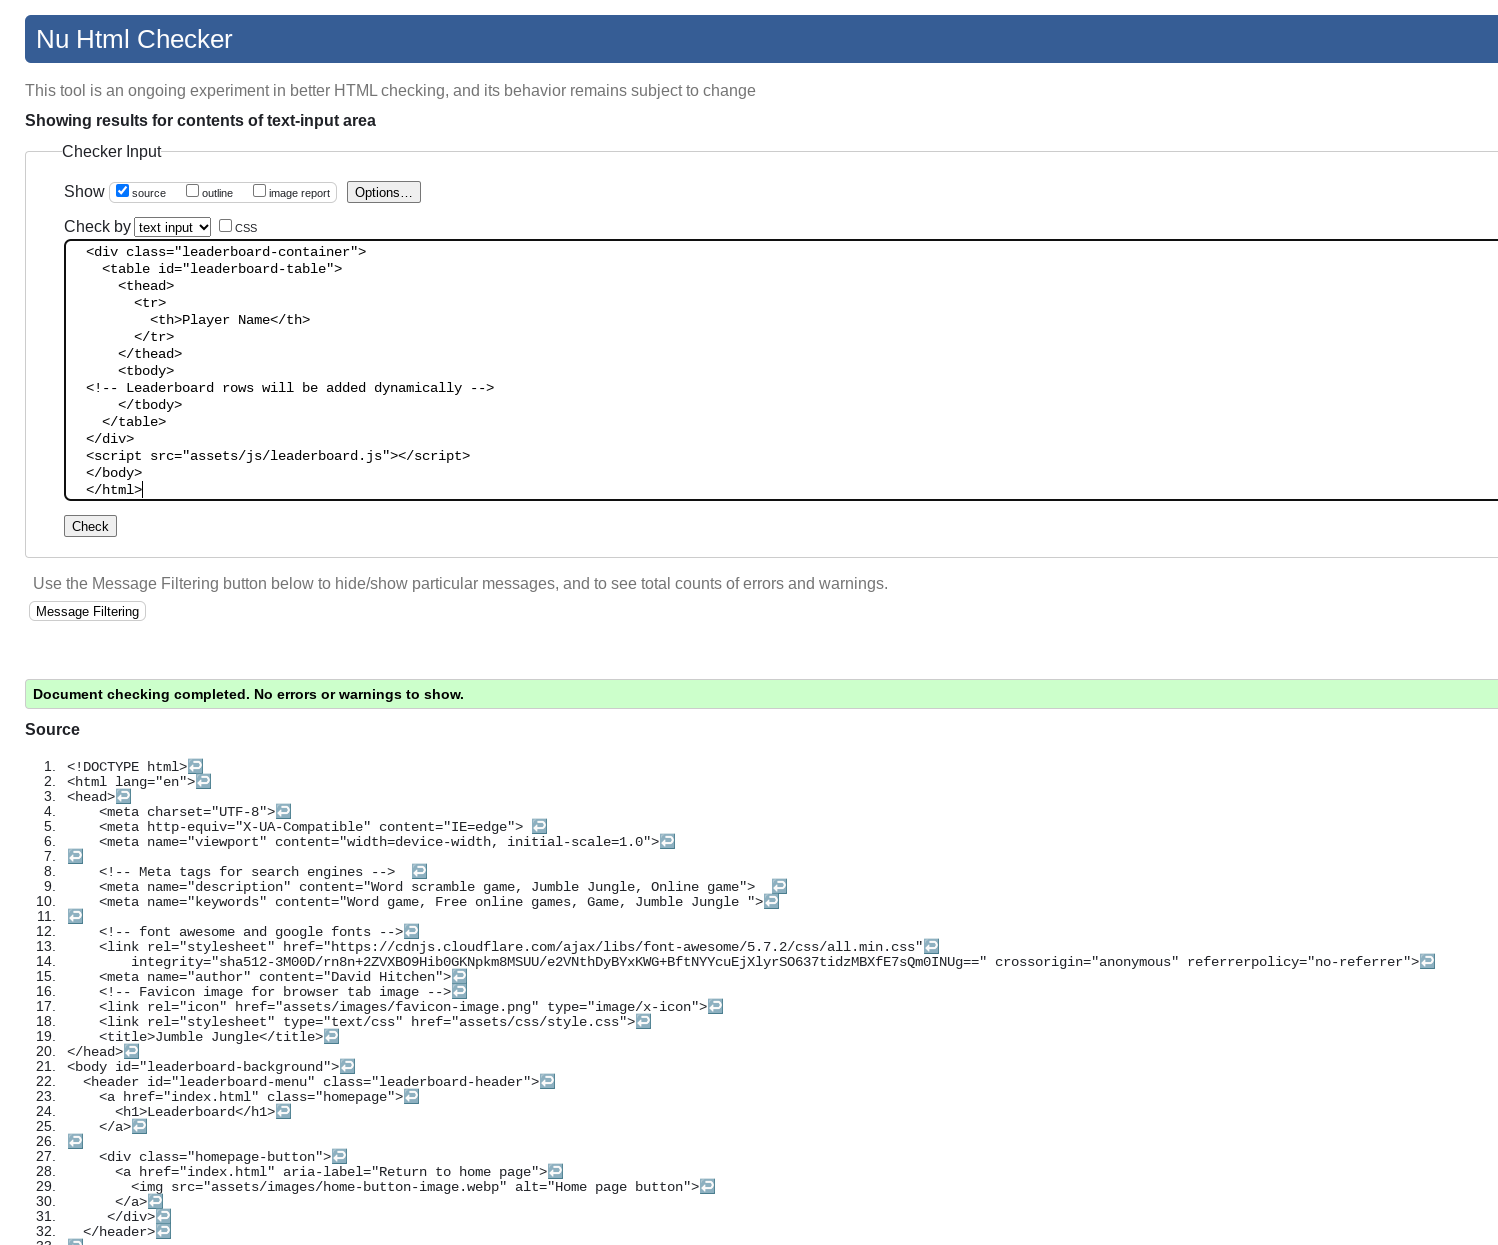 Nu Html Checker
This tool is an ongoing experiment in better HTML checking, and its behavior remains subject to change
Showing results for contents of text-input area
Checker Input
Show source outline image report Options...
Check by text input CSS
<div class="leaderboard-container">
<table id="leaderboard-table">
<thead>
<tr>
<th>Player Name</th>
</tr>
</thead>
<tbody>
<!-- Leaderboard rows will be added dynamically -->
</tbody>
</table>
</div>
<script src="assets/js/leaderboard.js"></script>
</body>
</html>
Check
Use the Message Filtering button below to hide/show particular messages, and to see total counts of errors and warnings.
Message Filtering
Document checking completed. No errors or warnings to show.
Source
1. <!DOCTYPE html>↩
2. <html lang="en">↩
3. <head>↩
4. <meta charset="UTF-8">↩
5. <meta http-equiv="X-UA-Compatible" content="IE=edge"> ↩
6. <meta name="viewport" content="width=device-width, initial-scale=1.0">↩
7. ↩
8. <!-- Meta tags for search engines --> ↩
9. <meta name="description" content="Word scramble game, Jumble Jungle, Online game"> ↩
10. <meta name="keywords" content="Word game, Free online games, Game, Jumble Jungle ">↩
11. ↩
12. <!-- font awesome and google fonts -->↩
13. <link rel="stylesheet" href="https://cdnjs.cloudflare.com/ajax/libs/font-awesome/5.7.2/css/all.min.css"↩
14. integrity="sha512-3M00D/rn8n+2ZVXBO9Hib0GKNpkm8MSUU/e2VNthDyBYxKWG+BftNYYcuEjXlyrSO637tidzMBXfE7sQm0INUg==" crossorigin="anonymous" referrerpolicy="no-referrer">↩
15. <meta name="author" content="David Hitchen">↩
16. <!-- Favicon image for browser tab image -->↩
17. <link rel="icon" href="assets/images/favicon-image.png" type="image/x-icon">↩
18. <link rel="stylesheet" type="text/css" href="assets/css/style.css">↩
19. <title>Jumble Jungle</title>↩
20. </head>↩
21. <body id="leaderboard-background">↩
22. <header id="leaderboard-menu" class="leaderboard-header">↩
23. <a href="index.html" class="homepage">↩
24. <h1>Leaderboard</h1>↩
25. </a>↩
26. ↩
27. <div class="homepage-button">↩
28. <a href="index.html" aria-label="Return to home page">↩
29. <img src="assets/images/home-button-image.webp" alt="Home page button">↩
30. </a>↩
31. </div>↩
32. </header>↩
33. ↩